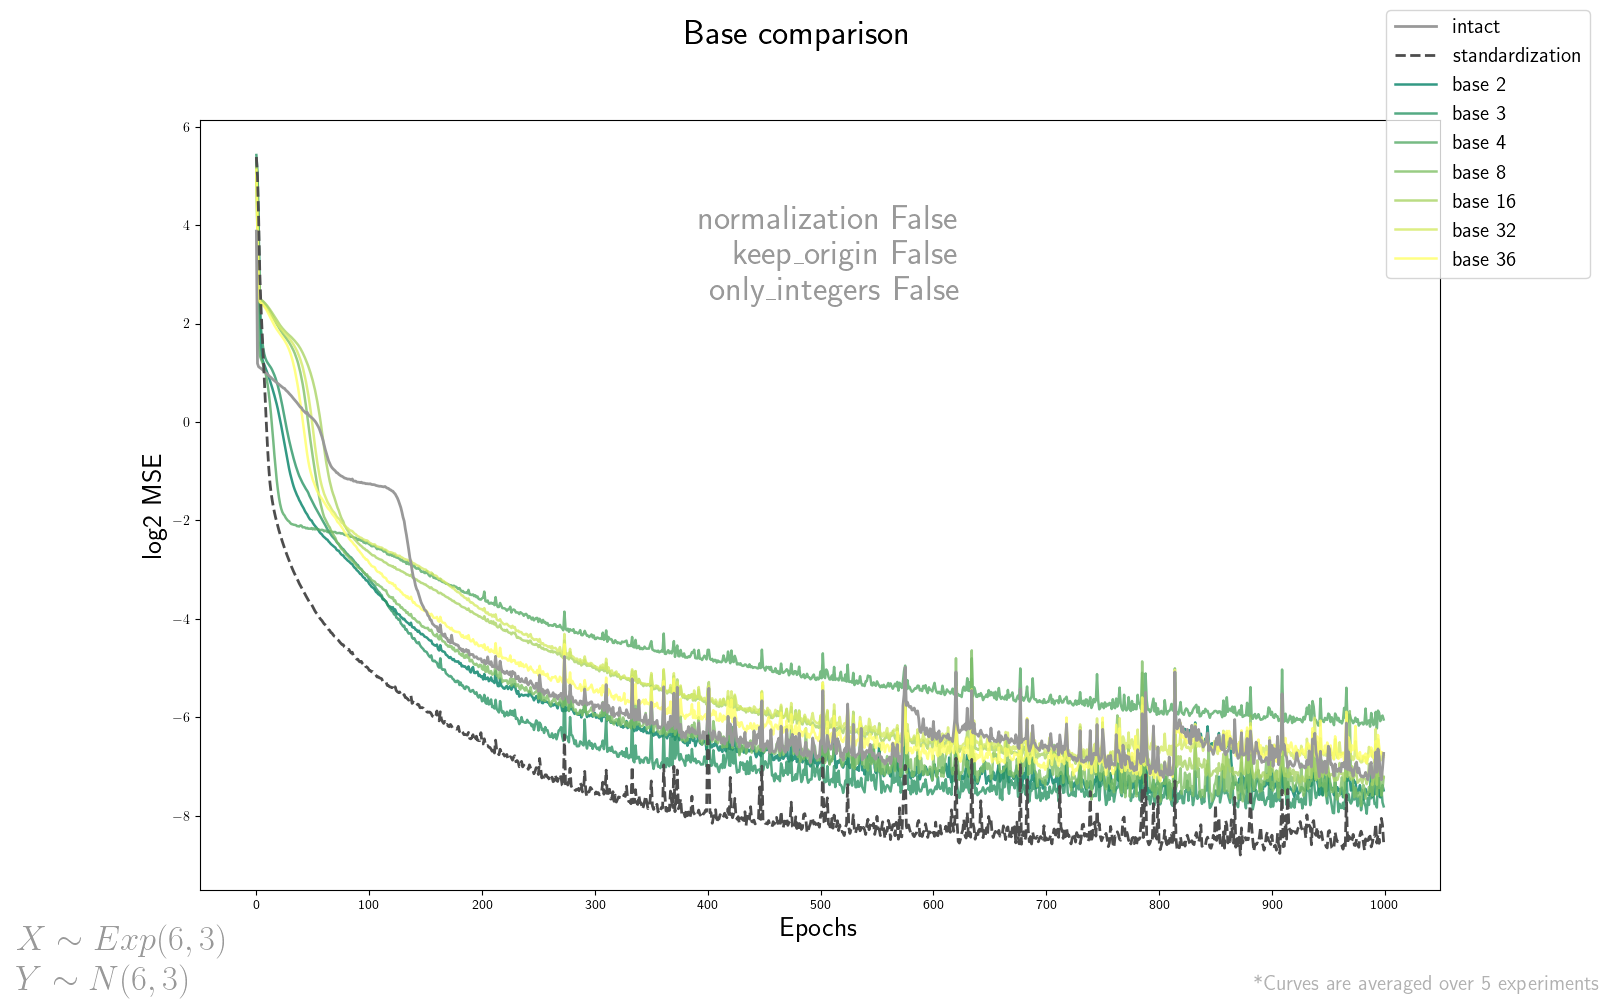 Base comparison
intact
standardization
base 2
base 3
base 4
base 8
base 16
base 32
base 36
normalization False
keep_origin False
only_integers False
log2 MSE
6
4
2
0
−2
−4
−6
−8
0 100 200 300 400 500 600 700 800 900 1000
Epochs
X ∼ Exp(6, 3)
Y ∼ N(6, 3)
*Curves are averaged over 5 experiments